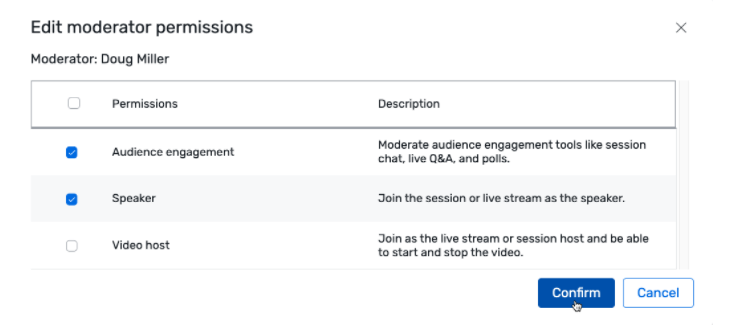 Edit moderator permissions
Moderator: Doug Miller
Permissions Description
Audience engagement Moderate audience engagement tools like session
chat, live Q&A, and polls.
Speaker Join the session or live stream as the speaker.
Video host Join as the live stream or session host and be able
to start and stop the video.
Confirm Cancel